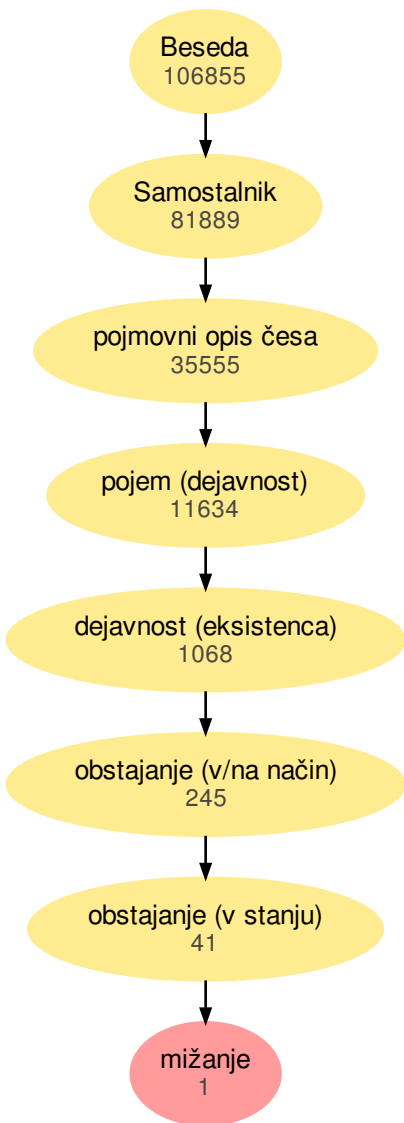 Beseda
106855
Samostalnik
81889
pojmovni opis česa
35555
pojem (dejavnost)
11634
dejavnost (eksistenca)
1068
obstajanje (v/na način)
245
obstajanje (v stanju)
41
mižanje
1